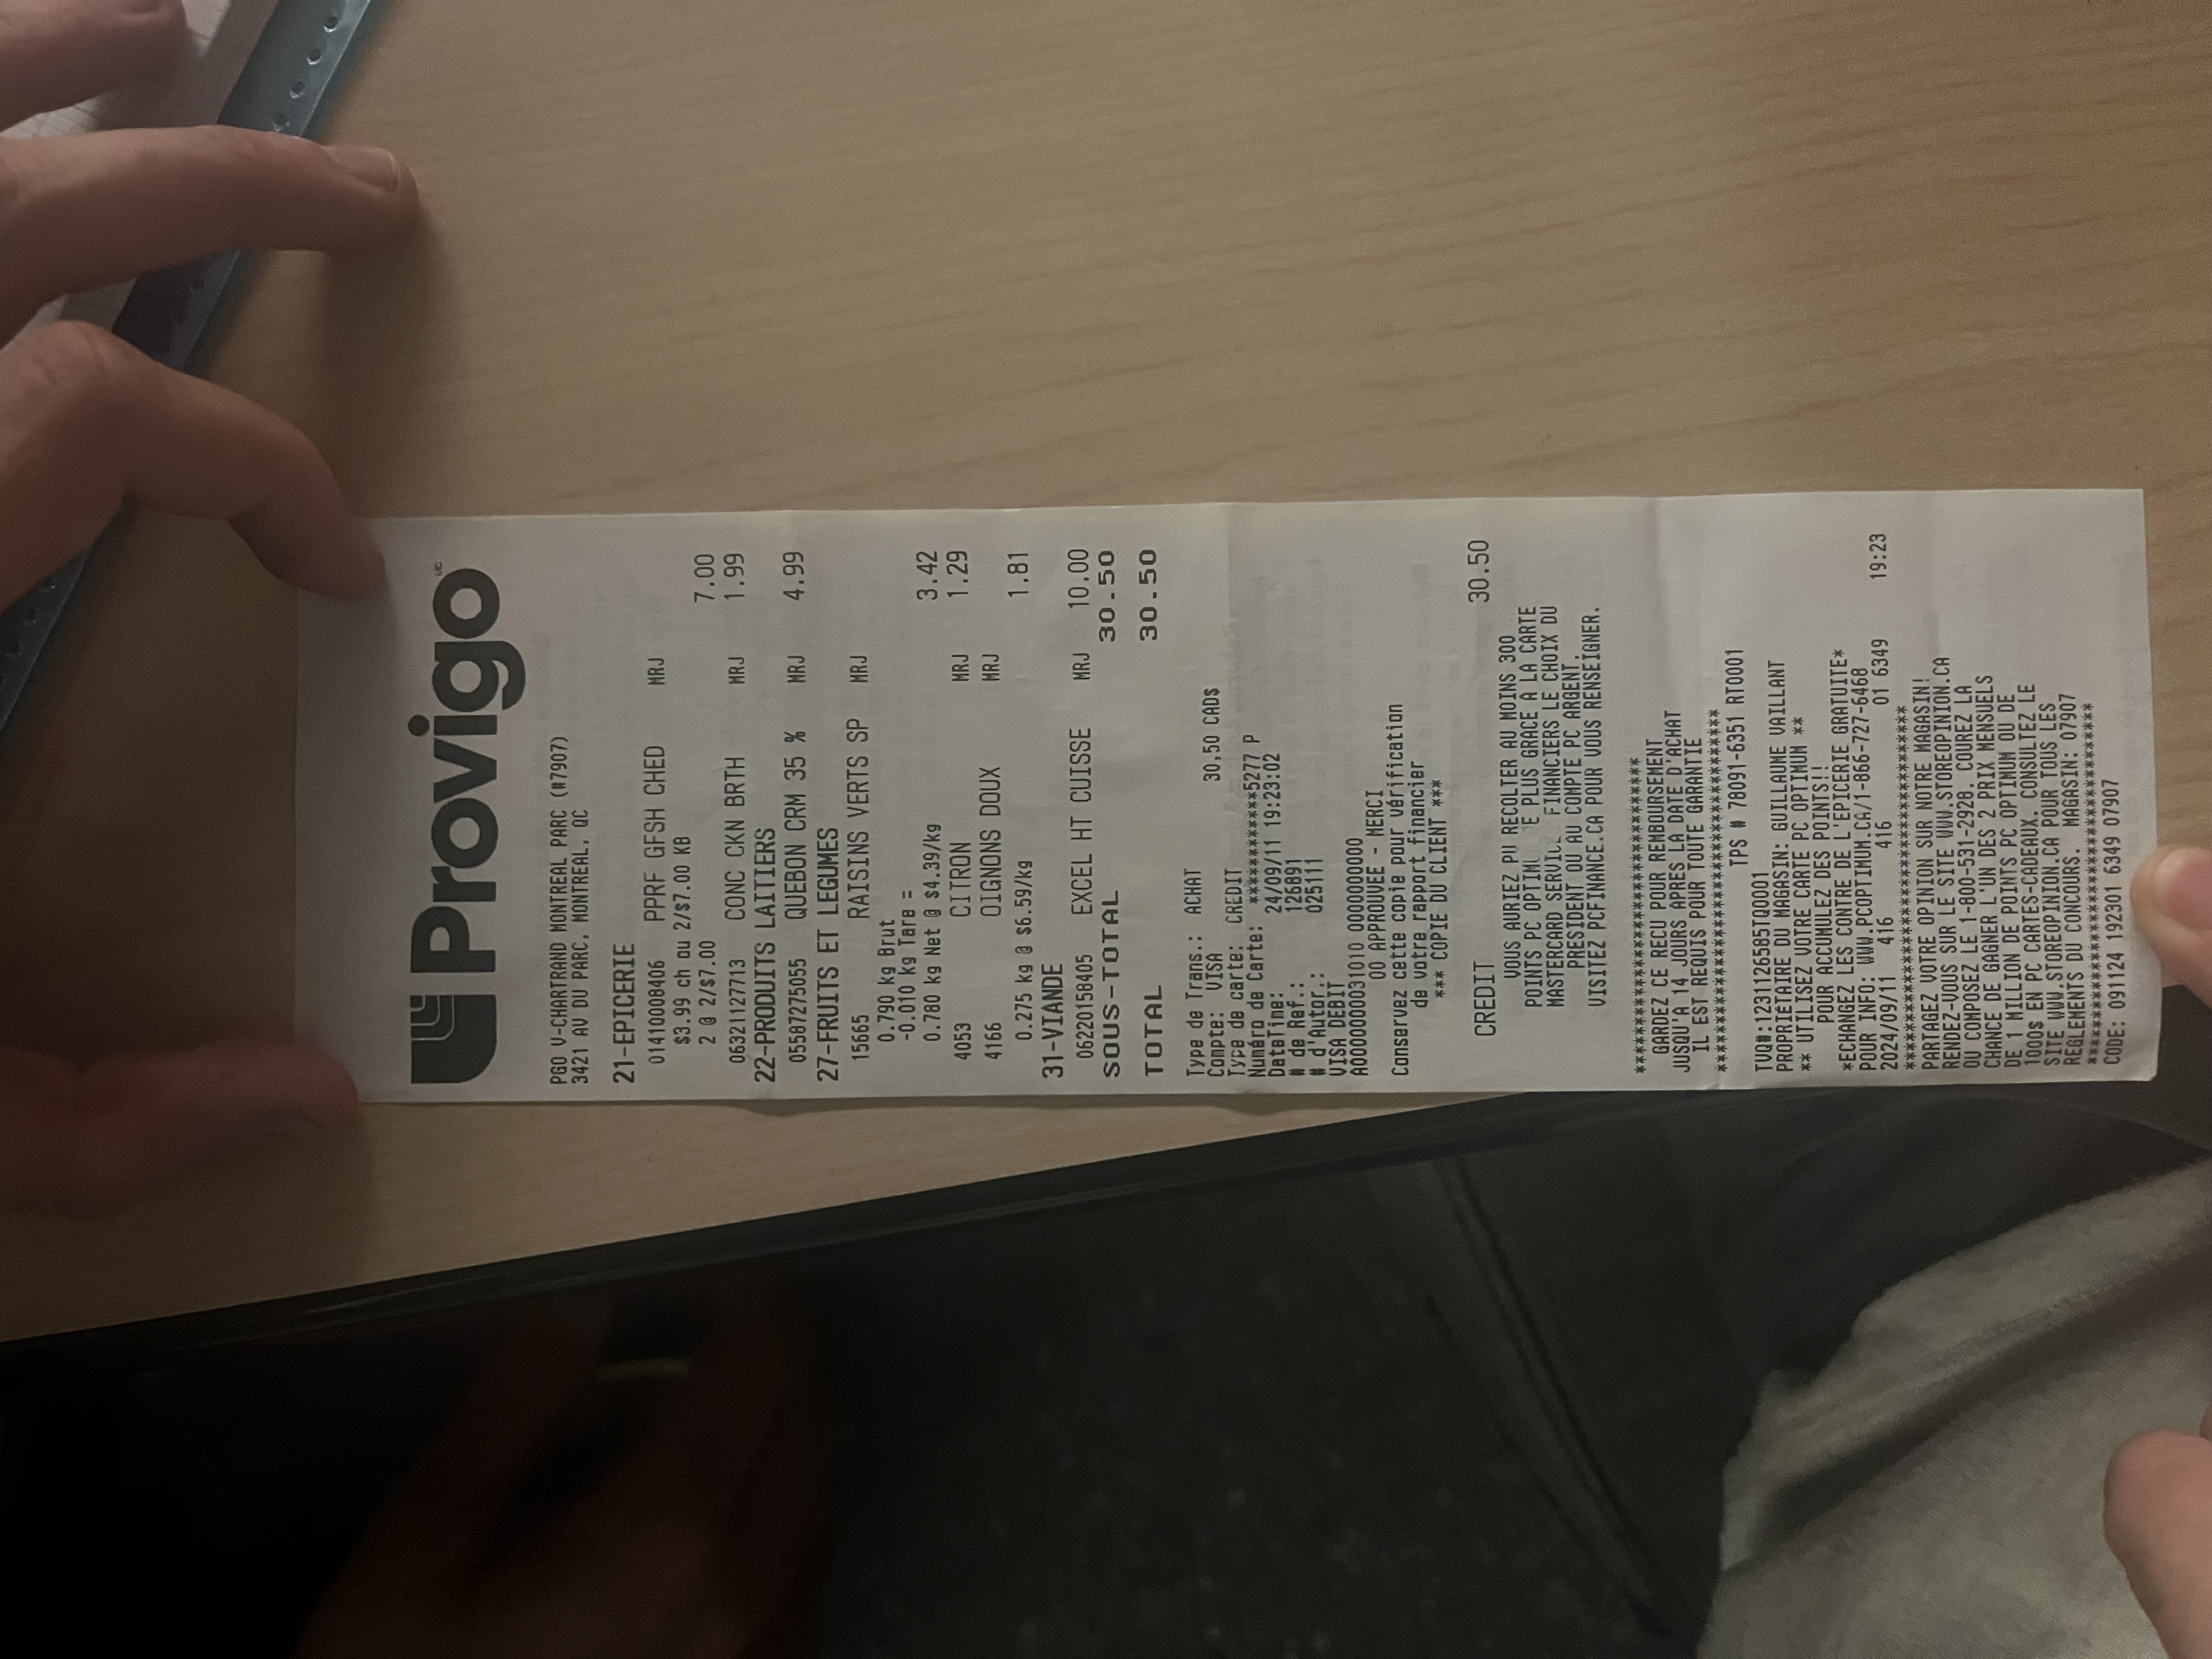 Provigo MC
PGO V-CHARTRAND MONTREAL PARC (#7907)
3421 AV DU PARC, MONTREAL, QC
21-EPICERIE
01410008406 PPRF GFSH CHED MRJ
$3.99 ch ou 2/$7.00 KB
2 @ 2/$7.00 7.00
06321127713 CONC CKN BRTH MRJ 1.99
22-PRODUITS LAITIERS
05587275055 QUEBON CRM 35 % MRJ 4.99
27-FRUITS ET LEGUMES
15665 RAISINS VERTS SP MRJ
0.790 kg Brut
-0.010 kg Tare =
0.780 kg Net @ $4.39/kg 3.42
4053 CITRON MRJ 1.29
4166 OIGNONS DOUX MRJ
0.275 kg @ $6.59/kg 1.81
31-VIANDE
06220158405 EXCEL HT CUISSE MRJ 10.00
SOUS-TOTAL 30.50
TOTAL 30.50
Type de Trans.: ACHAT
Compte: VISA 30,50 CAD$
Type de carte: CREDIT
Numéro de Carte: ************5277 P
DateTime: 24/09/11 19:23:02
# de Ref.: 126891
# d'Autor.: 025111
VISA DEBIT
A0000000031010 0000000000
00 APPROUVEE - MERCI
Conservez cette copie pour vérification
de votre rapport financier
*** COPIE DU CLIENT ***
CREDIT 30.50
VOUS AURIEZ PU RECOLTER AU MOINS 300
POINTS PC OPTIMU E PLUS GRACE A LA CARTE
MASTERCARD SERVICE FINANCIERS LE CHOIX DU
PRESIDENT OU AU COMPTE PC ARGENT.
VISITEZ PCFINANCE.CA POUR VOUS RENSEIGNER.
*********************************
GARDEZ CE RECU POUR REMBOURSEMENT
JUSQU'A 14 JOURS APRES LA DATE D'ACHAT
IL EST REQUIS POUR TOUTE GARANTIE
**************************************
TPS # 78091-6351 RT0001
TVQ#:1231126585TQ0001
PROPRIÉTAIRE DU MAGASIN: GUILLAUME VAILLANT
** UTILISEZ VOTRE CARTE PC OPTIMUM **
POUR ACCUMULEZ DES POINTS!!
*ECHANGEZ LES CONTRE DE L'EPICERIE GRATUITE*
POUR INFO: WWW.PCOPTIMUM.CA/1-866-727-6468
2024/09/11 416 416 01 6349 19:23
**************************************
PARTAGEZ VOTRE OPINION SUR NOTRE MAGASIN!
RENDEZ-VOUS SUR LE SITE WWW.STOREOPINION.CA
OU COMPOSEZ LE 1-800-531-2928. COUREZ LA
CHANCE DE GAGNER L'UN DES 2 PRIX MENSUELS
DE 1 MILLION DE POINTS PC OPTIMUM OU DE
1000$ EN PC CARTES-CADEAUX. CONSULTEZ LE
SITE WWW.STOREOPINION.CA POUR TOUS LES
REGLEMENTS DU CONCOURS. MAGASIN: 07907
**************************************
CODE: 091124 192301 6349 07907